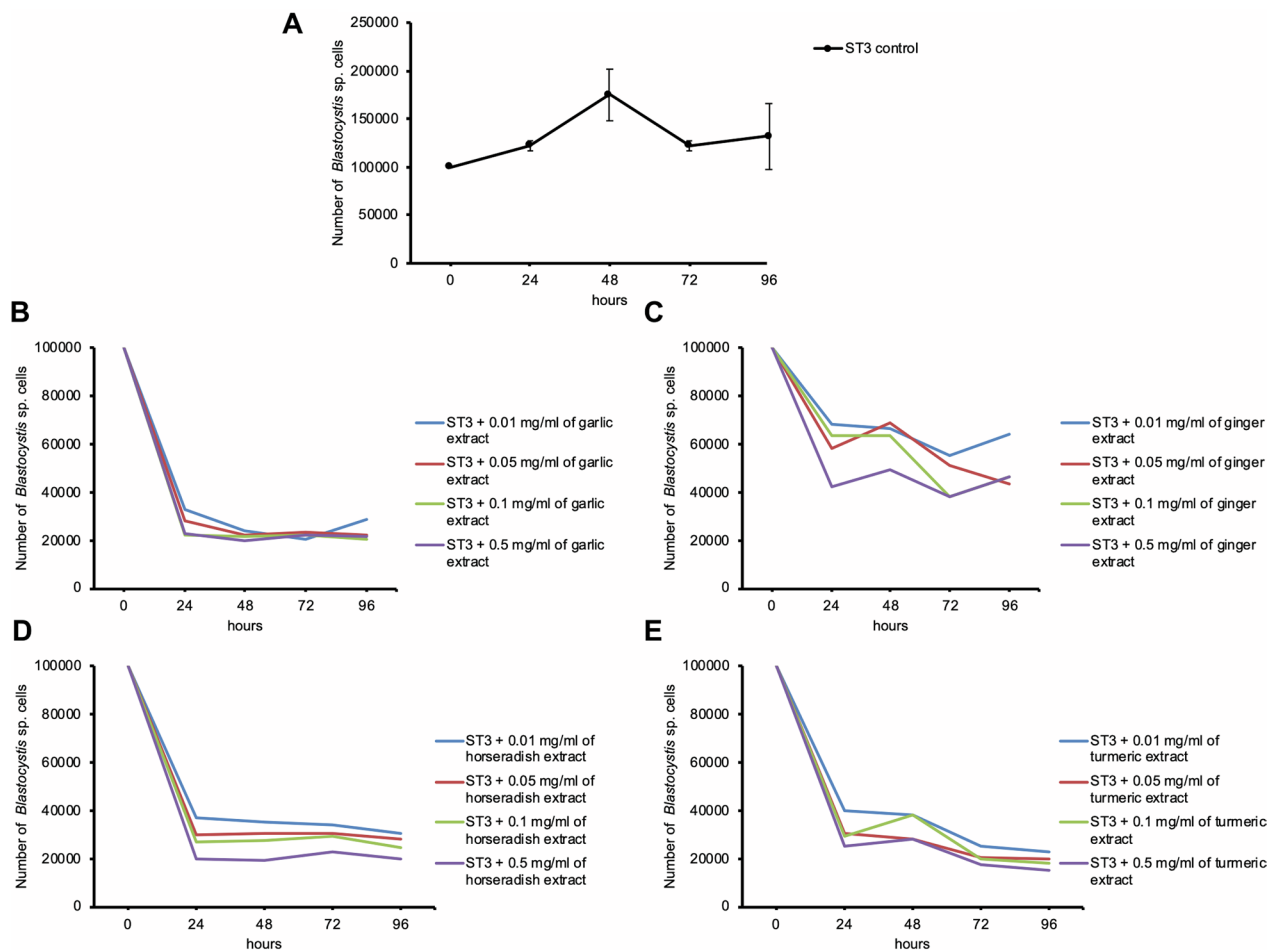 A
250000
200000
150000
100000
50000
0
Number of Blastocystis sp. cells
0 24 48 72 96
hours
ST3 control
B
100000
80000
60000
40000
20000
0
Number of Blastocystis sp. cells
0 24 48 72 96
hours
ST3 + 0.01 mg/ml of garlic
extract
ST3 + 0.05 mg/ml of garlic
extract
ST3 + 0.1 mg/ml of garlic
extract
ST3 + 0.5 mg/ml of garlic
extract
C
100000
80000
60000
40000
20000
0
Number of Blastocystis sp. cells
0 24 48 72 96
hours
ST3 + 0.01 mg/ml of ginger
extract
ST3 + 0.05 mg/ml of ginger
extract
ST3 + 0.1 mg/ml of ginger
extract
ST3 + 0.5 mg/ml of ginger
extract
D
100000
80000
60000
40000
20000
0
Number of Blastocystis sp. cells
0 24 48 72 96
hours
ST3 + 0.01 mg/ml of
horseradish extract
ST3 + 0.05 mg/ml of
horseradish extract
ST3 + 0.1 mg/ml of
horseradish extract
ST3 + 0.5 mg/ml of
horseradish extract
E
100000
80000
60000
40000
20000
0
Number of Blastocystis sp. cells
0 24 48 72 96
hours
ST3 + 0.01 mg/ml of
turmeric extract
ST3 + 0.05 mg/ml of
turmeric extract
ST3 + 0.1 mg/ml of turmeric
extract
ST3 + 0.5 mg/ml of turmeric
extract